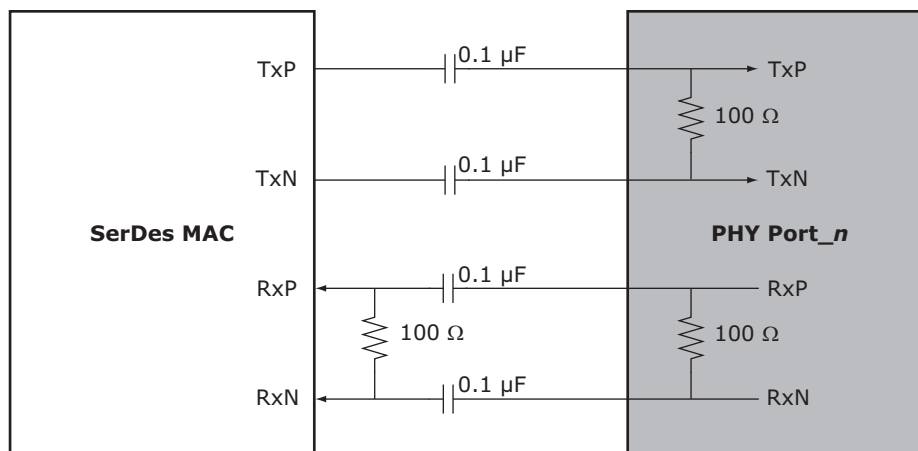 0.1 µF
TxP
TxP
100 Ω
0.1 µF
TxN
TxN
SerDes MAC
PHY Port_n
0.1 µF
RxP
RxP
100 Ω
100 Ω
0.1 µF
RxN
RxN